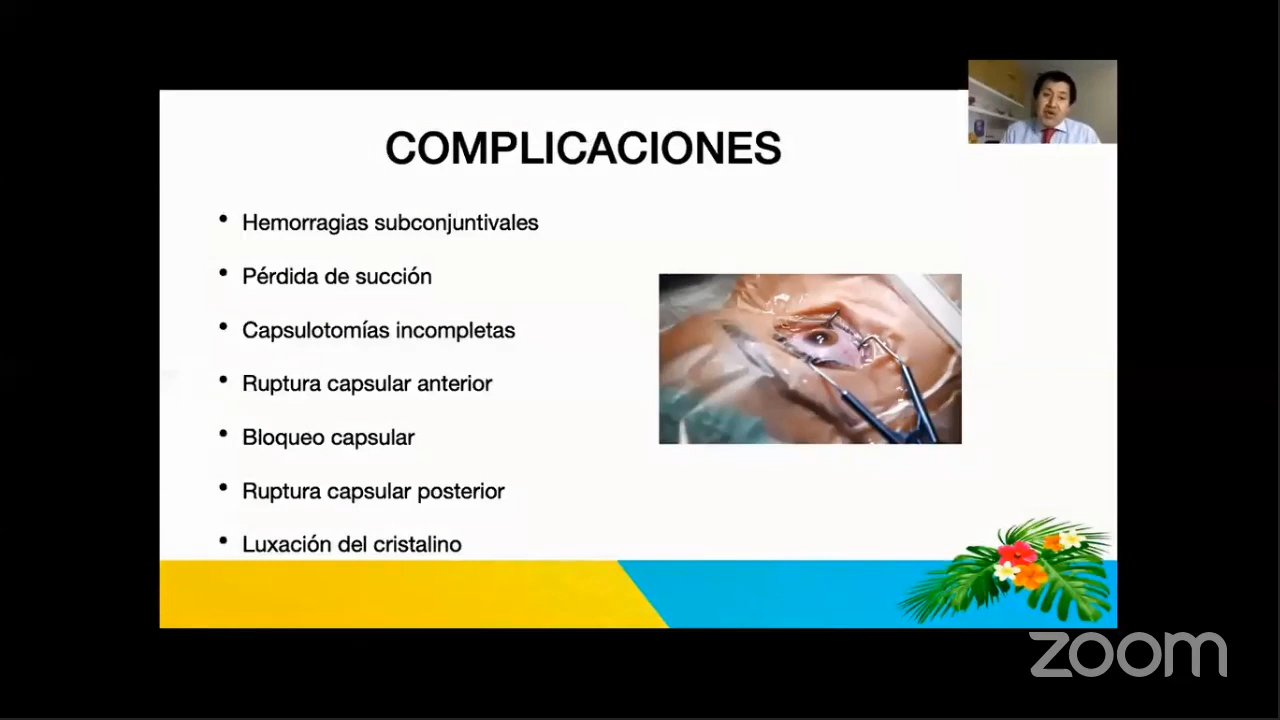 COMPLICACIONES
• Hemorragias subconjuntivales
• Pérdida de succión
• Capsulotomías incompletas
• Ruptura capsular anterior
• Bloqueo capsular
• Ruptura capsular posterior
• Luxación del cristalino
zoom